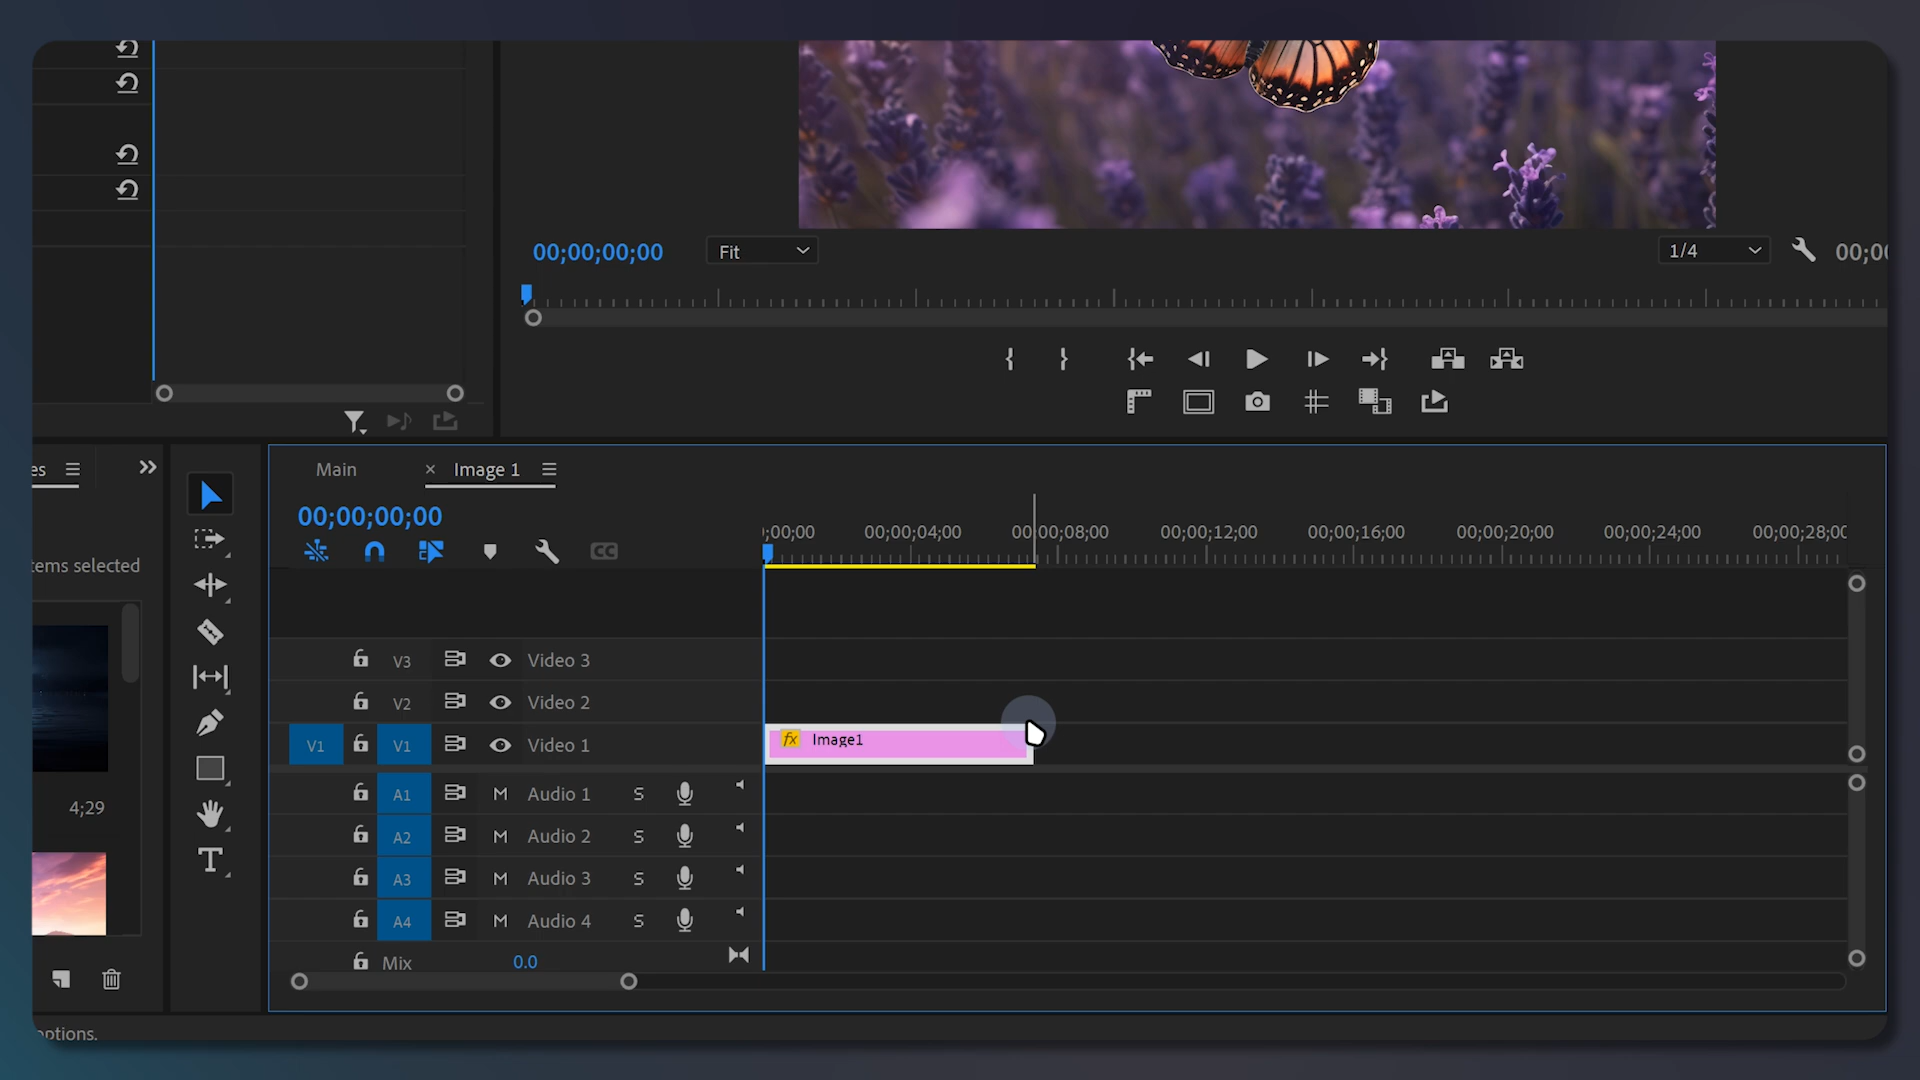 00;00;00;00
Fit
1/4
00;00
es
Main
× Image 1
00;00;00;00
;00;00
00;00;04;00
00;00;08;00
00;00;12;00
00;00;16;00
00;00;20;00
00;00;24;00
00;00;28;00
CC
tems selected
V3 Video 3
V2 Video 2
V1 V1 Video 1
fx Image1
4;29
A1 M Audio 1 S
A2 M Audio 2 S
A3 M Audio 3 S
A4 M Audio 4 S
Mix 0.0
T
options.